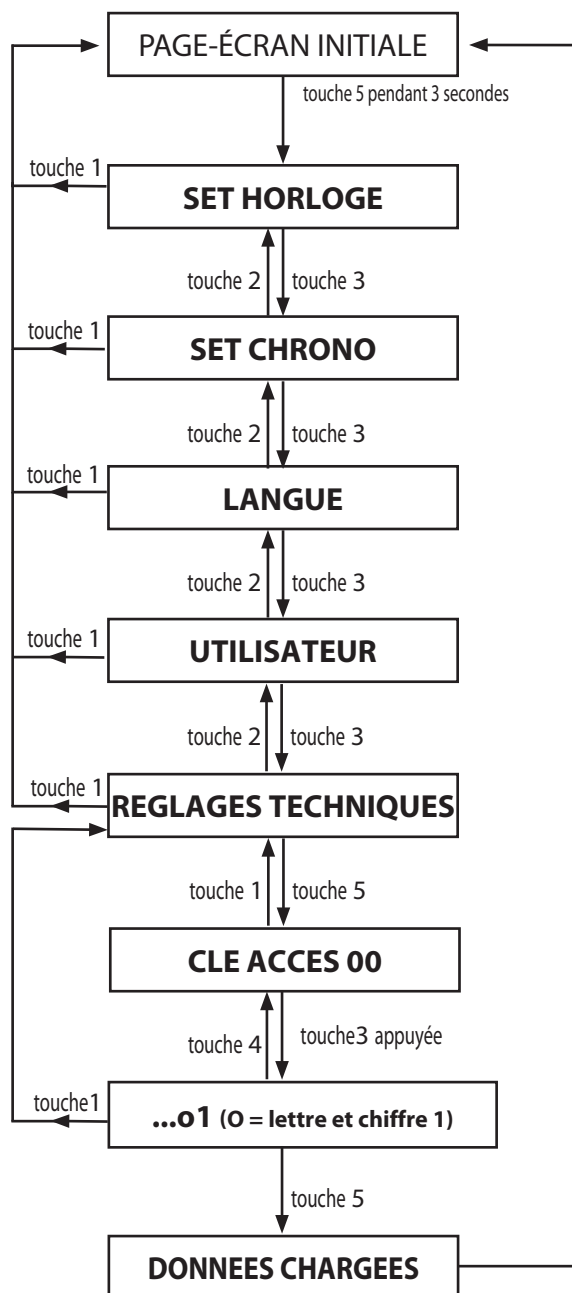 PAGE-ÉCRAN INITIALE
touche 5 pendant 3 secondes
touche 1
SET HORLOGE
touche 2
touche 3
touche 1
SET CHRONO
touche 2
touche 3
touche 1
LANGUE
touche 2
touche 3
touche 1
UTILISATEUR
touche 2
touche 3
touche 1
REGLAGES TECHNIQUES
touche 1
touche 5
CLE ACCES 00
touche 4
touche3 appuyée
touche1
...o1 (O = lettre et chiffre 1)
touche 5
DONNEES CHARGEES